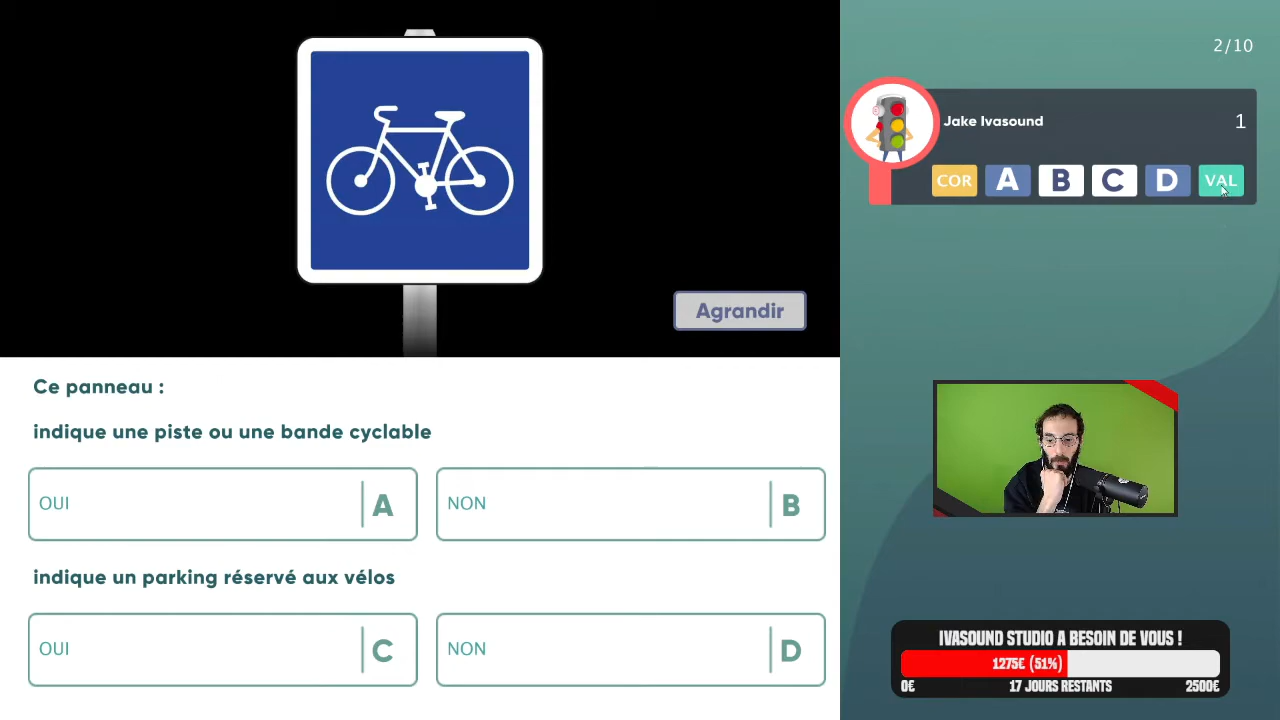 2/10
Jake Ivasound
1
COR A B C D VAL
Agrandir
Ce panneau :
indique une piste ou une bande cyclable
OUI A
NON B
indique un parking réservé aux vélos
OUI C
NON D
IVASOUND STUDIO A BESOIN DE VOUS !
1275€ (51%)
0€ 17 JOURS RESTANTS 2500€